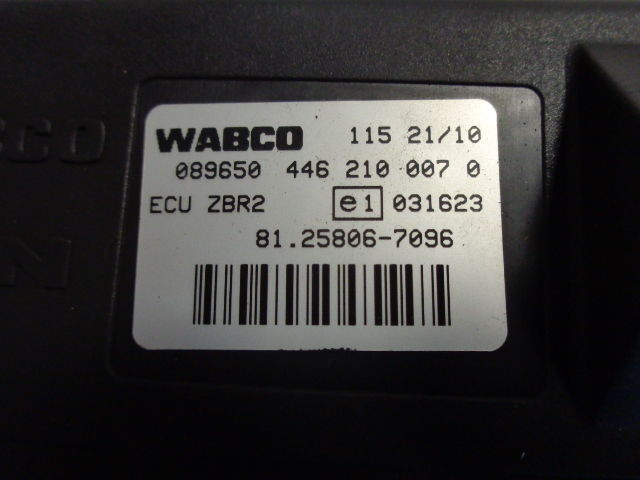 WABCO 115 21/10
089650 446 210 007 0
ECU ZBR2 e1 031623
81.25806-7096